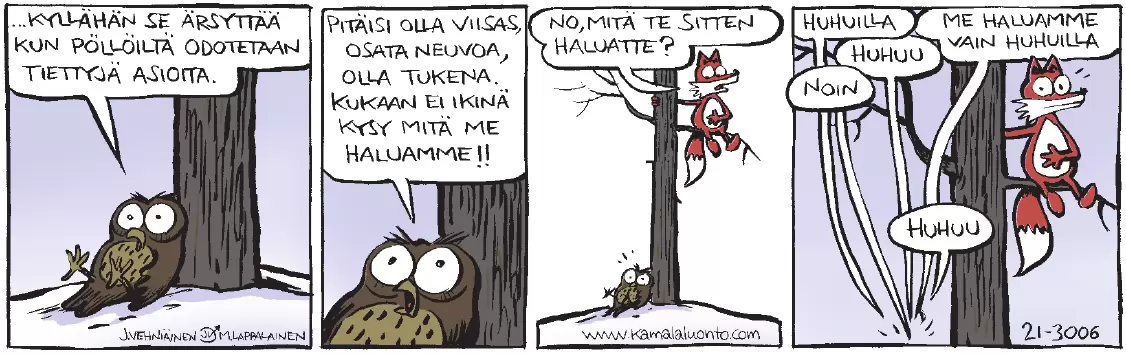 ...KYLLÄHÄN SE ÄRSYTTÄÄ
KUN PÖLLÖILTÄ ODOTETAAN
TIETTYJÄ ASIOITA.
J.VEHNIÄINEN JV M.LAPPALAINEN
PITÄISI OLLA VIISAS,
OSATA NEUVOA,
OLLA TUKENA.
KUKAAN EI IKINÄ
KYSY MITÄ ME
HALUAMME!!
NO, MITÄ TE SITTEN
HALUATTE?
www.kamalaluonto.com
HUHUILLA
HUHUU
NOIN
ME HALUAMME
VAIN HUHUILLA
HUHUU
21-3006